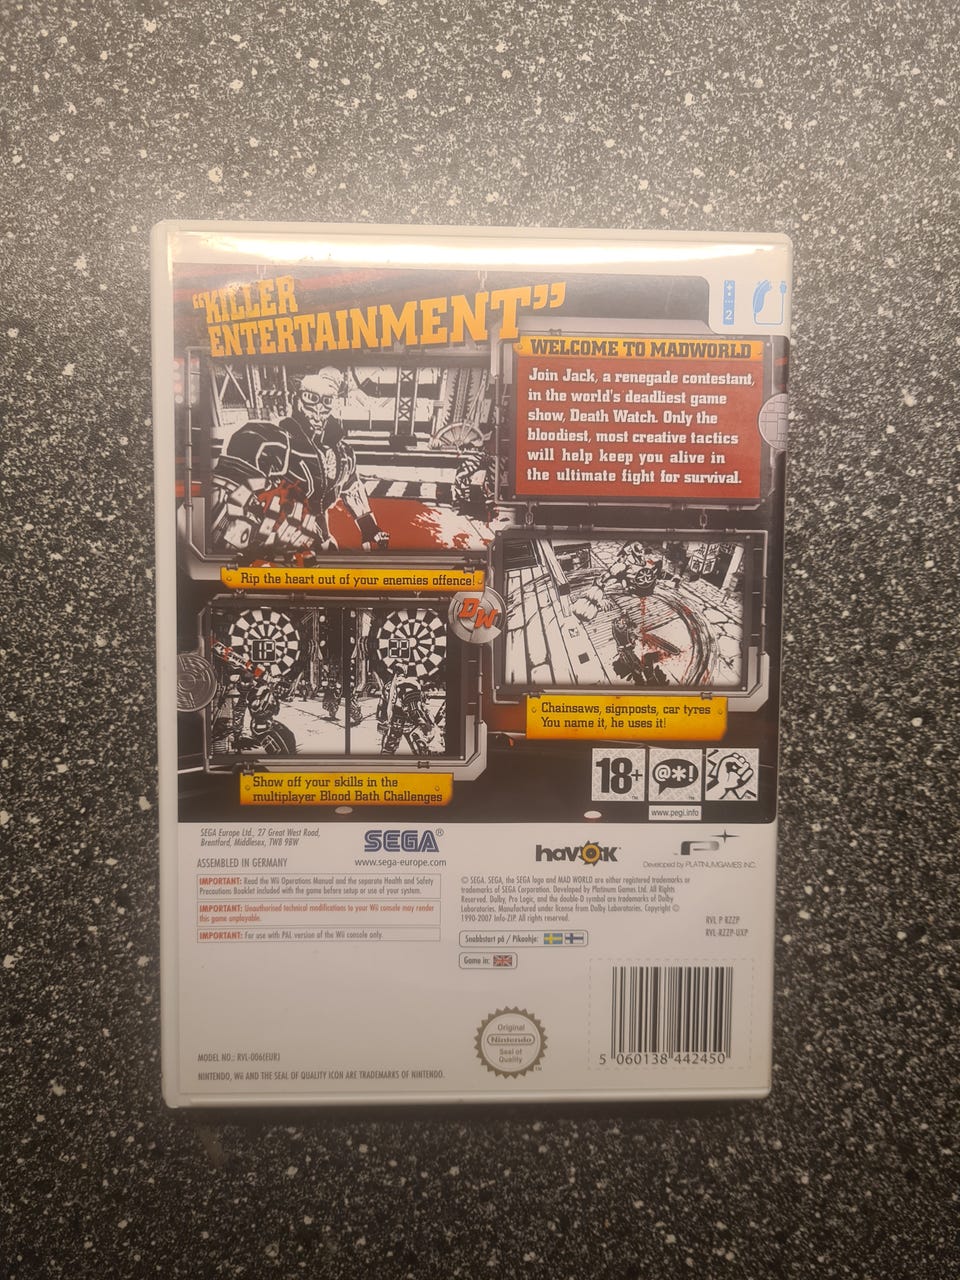 “KILLER
ENTERTAINMENT”
2
WELCOME TO MADWORLD
Join Jack, a renegade contestant,
in the world's deadliest game
show, Death Watch. Only the
bloodiest, most creative tactics
will help keep you alive in
the ultimate fight for survival.
Rip the heart out of your enemies offence!
DW
1P
2P
Chainsaws, signposts, car tyres
You name it, he uses it!
Show off your skills in the
multiplayer Blood Bath Challenges
18+
@*!
www.pegi.info
SEGA Europe Ltd., 27 Great West Road,
Brentford, Middlesex, TW8 9BW
ASSEMBLED IN GERMANY
SEGA®
www.sega-europe.com
havok
Developed by PLATINUMGAMES INC.
IMPORTANT: Read the Wii Operations Manual and the separate Health and Safety
Precautions Booklet included with the game before setup or use of your system.
IMPORTANT: Unauthorised technical modifications to your Wii console may render
this game unplayable.
IMPORTANT: For use with PAL version of the Wii console only.
© SEGA. SEGA, the SEGA logo and MAD WORLD are either registered trademarks or
trademarks of SEGA Corporation. Developed by Platinum Games Ltd. All Rights
Reserved. Dolby, Pro Logic, and the double-D symbol are trademarks of Dolby
Laboratories. Manufactured under license from Dolby Laboratories. Copyright ©
1990-2007 Info-ZIP. All rights reserved.
RVL P RZZP
RVL-RZZP-UXP
Snabbstart på / Pikaohje:
Game in:
Original
Nintendo
Seal of
Quality
TM
5 060138 442450
MODEL NO.: RVL-006(EUR)
NINTENDO, Wii AND THE SEAL OF QUALITY ICON ARE TRADEMARKS OF NINTENDO.